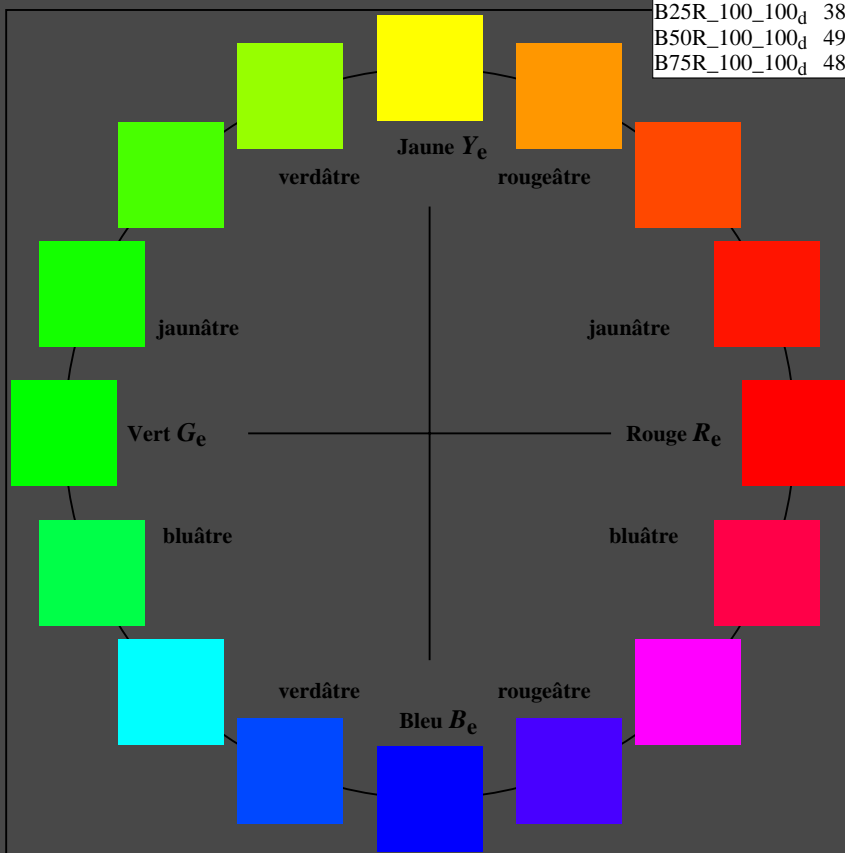 B25R_100_100d 38
B50R_100_100d 49
B75R_100_100d 48
Jaune Ye
verdâtre rougeâtre
jaunâtre jaunâtre
Vert Ge Rouge Re
bluâtre bluâtre
verdâtre rougeâtre
Bleu Be